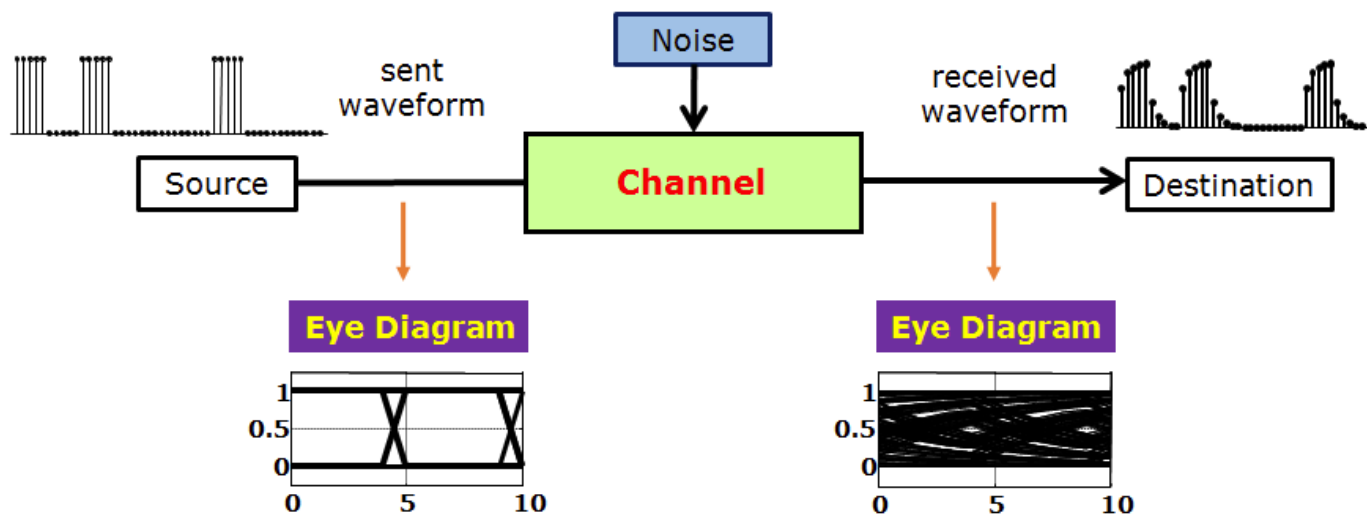 Noise
sent
waveform
received
waveform
Source
Channel
Destination
Eye Diagram
Eye Diagram
1
0.5
0
0
5
10
1
0.5
0
0
5
10